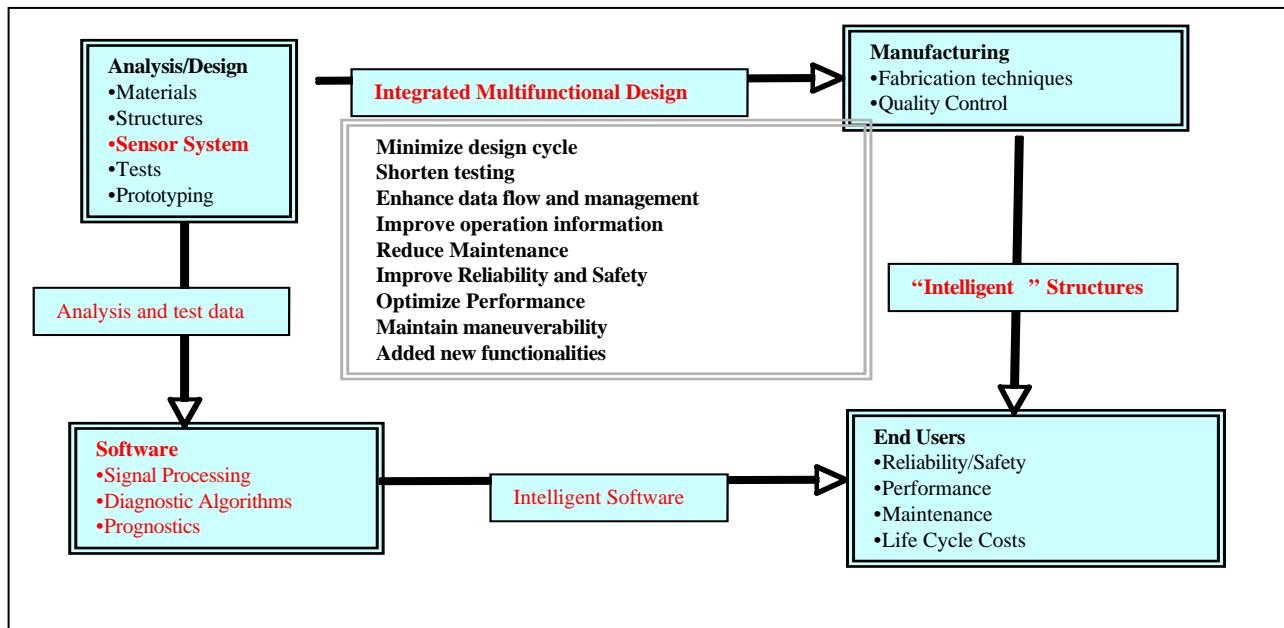 Analysis/Design
•Materials
•Structures
•Sensor System
•Tests
•Prototyping
Integrated Multifunctional Design
Manufacturing
•Fabrication techniques
•Quality Control
Minimize design cycle
Shorten testing
Enhance data flow and management
Improve operation information
Reduce Maintenance
Improve Reliability and Safety
Optimize Performance
Maintain maneuverability
Added new functionalities
Analysis and test data
“Intelligent ” Structures
Software
•Signal Processing
•Diagnostic Algorithms
•Prognostics
Intelligent Software
End Users
•Reliability/Safety
•Performance
•Maintenance
•Life Cycle Costs